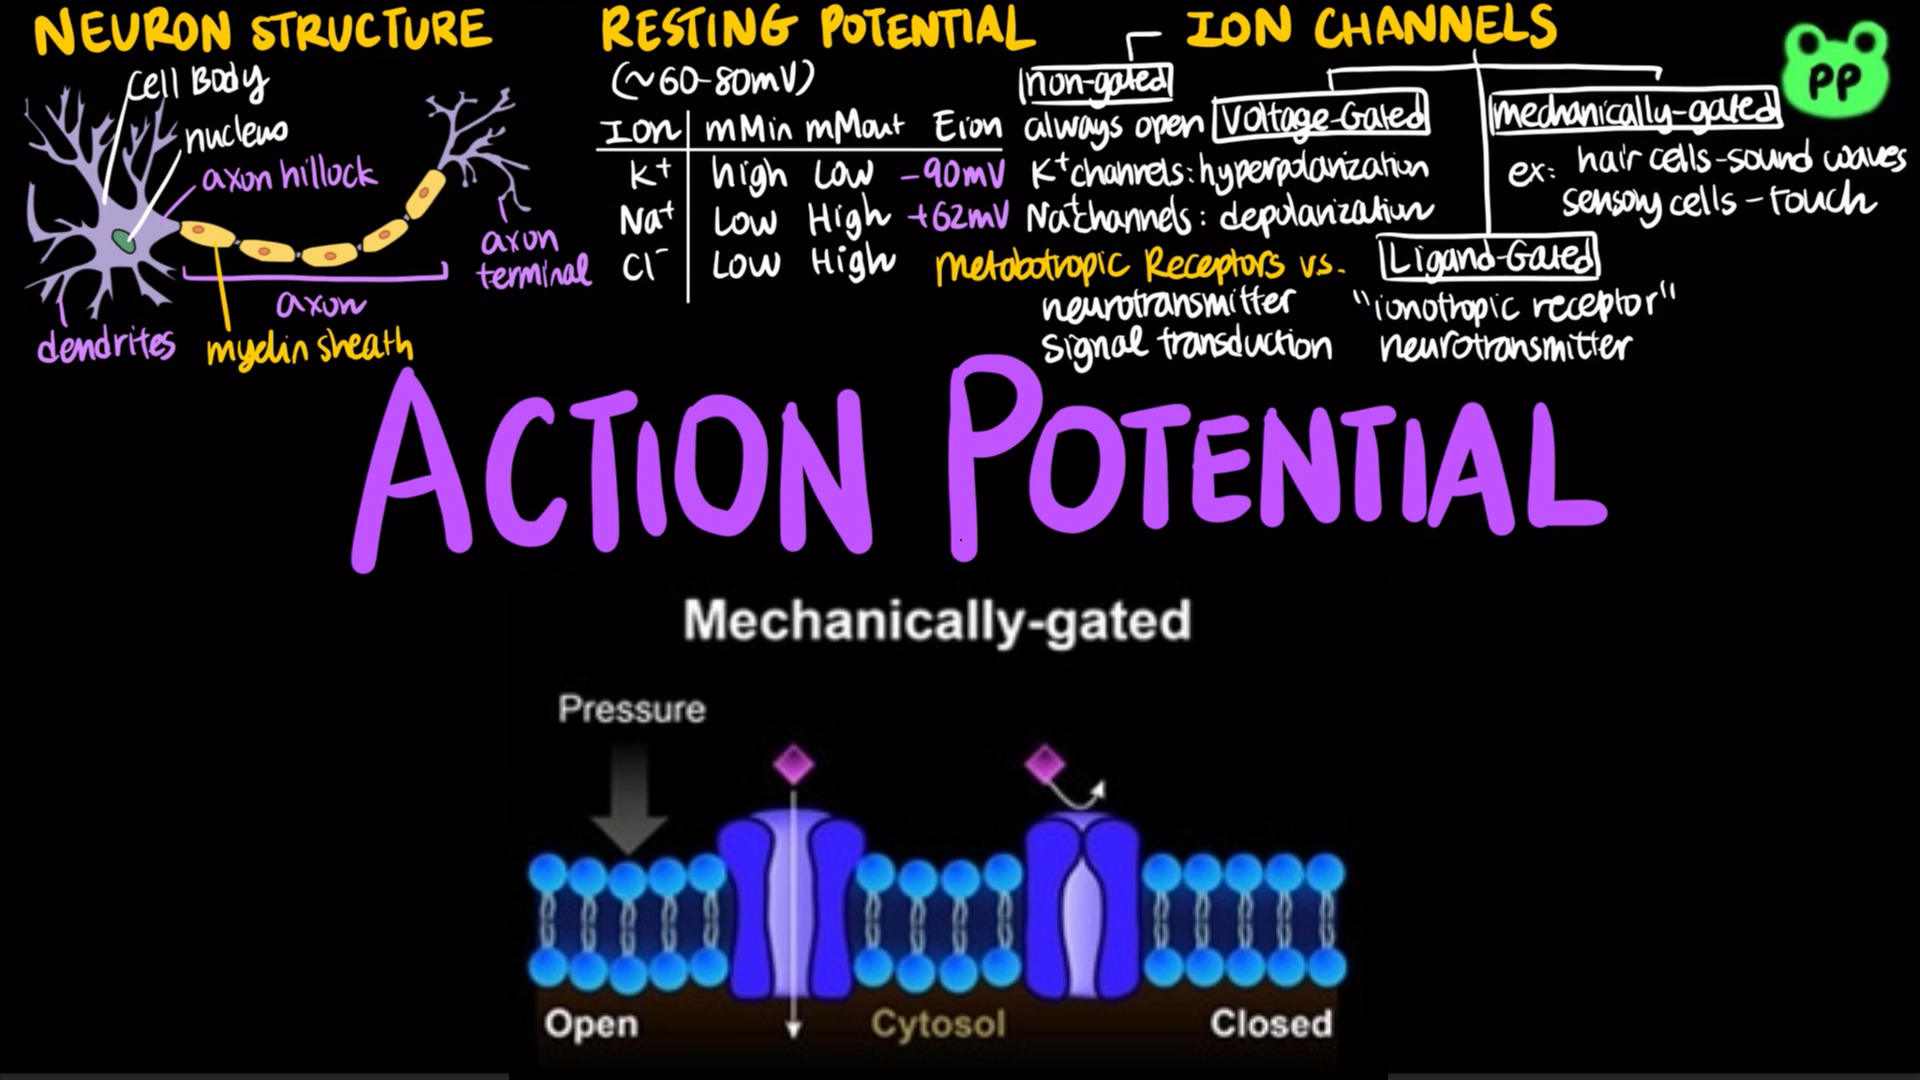 NEURON STRUCTURE
cell Body
nucleus
axon hillock
axon terminal
axon
dendrites
myelin sheath
RESTING POTENTIAL
(~60-80mV)
Ion mMin mMout Eion
K+ high Low -90mV
Na+ Low High +62mV
Cl- Low High
ION CHANNELS
non-gated
always open
Voltage-Gated
K+ channels: hyperpolarization
Na+ channels: depolarization
mechanically-gated
ex: hair cells-sound waves
sensory cells - touch
Metabotropic Receptors v.s.
neurotransmitter
signal transduction
Ligand-Gated
"ionotropic receptor"
neurotransmitter
PP
ACTION POTENTIAL
Mechanically-gated
Pressure
Open
Cytosol
Closed